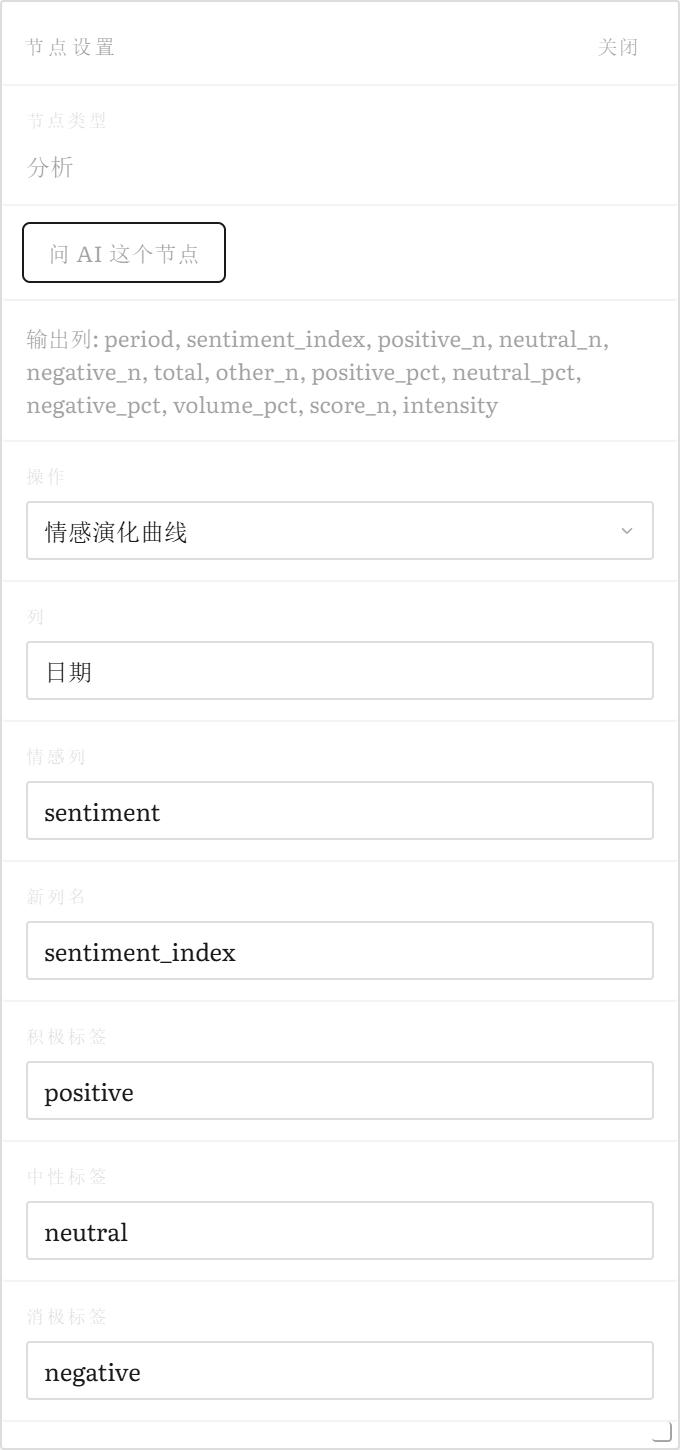 节点设置
关闭
节点类型
分析
问 AI 这个节点
输出列: period, sentiment_index, positive_n, neutral_n,
negative_n, total, other_n, positive_pct, neutral_pct,
negative_pct, volume_pct, score_n, intensity
操作
情感演化曲线
列
日期
情感列
sentiment
新列名
sentiment_index
积极标签
positive
中性标签
neutral
消极标签
negative